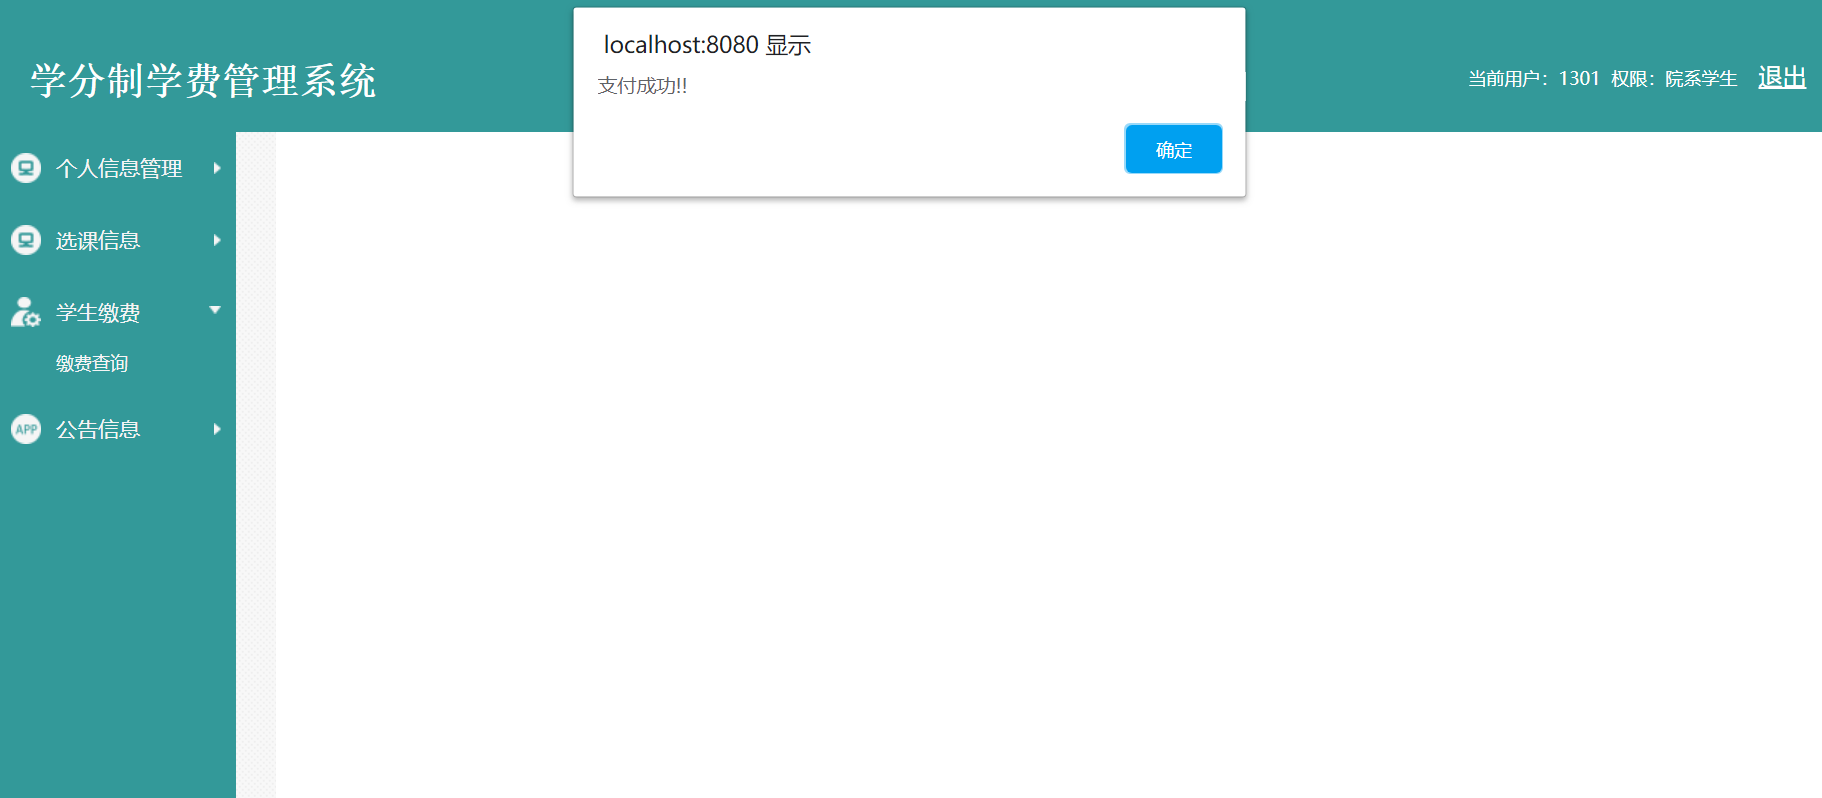 localhost:8080 显示
支付成功!!
确定
学分制学费管理系统
当前用户：1301 权限：院系学生 退出
个人信息管理
选课信息
学生缴费
缴费查询
APP 公告信息